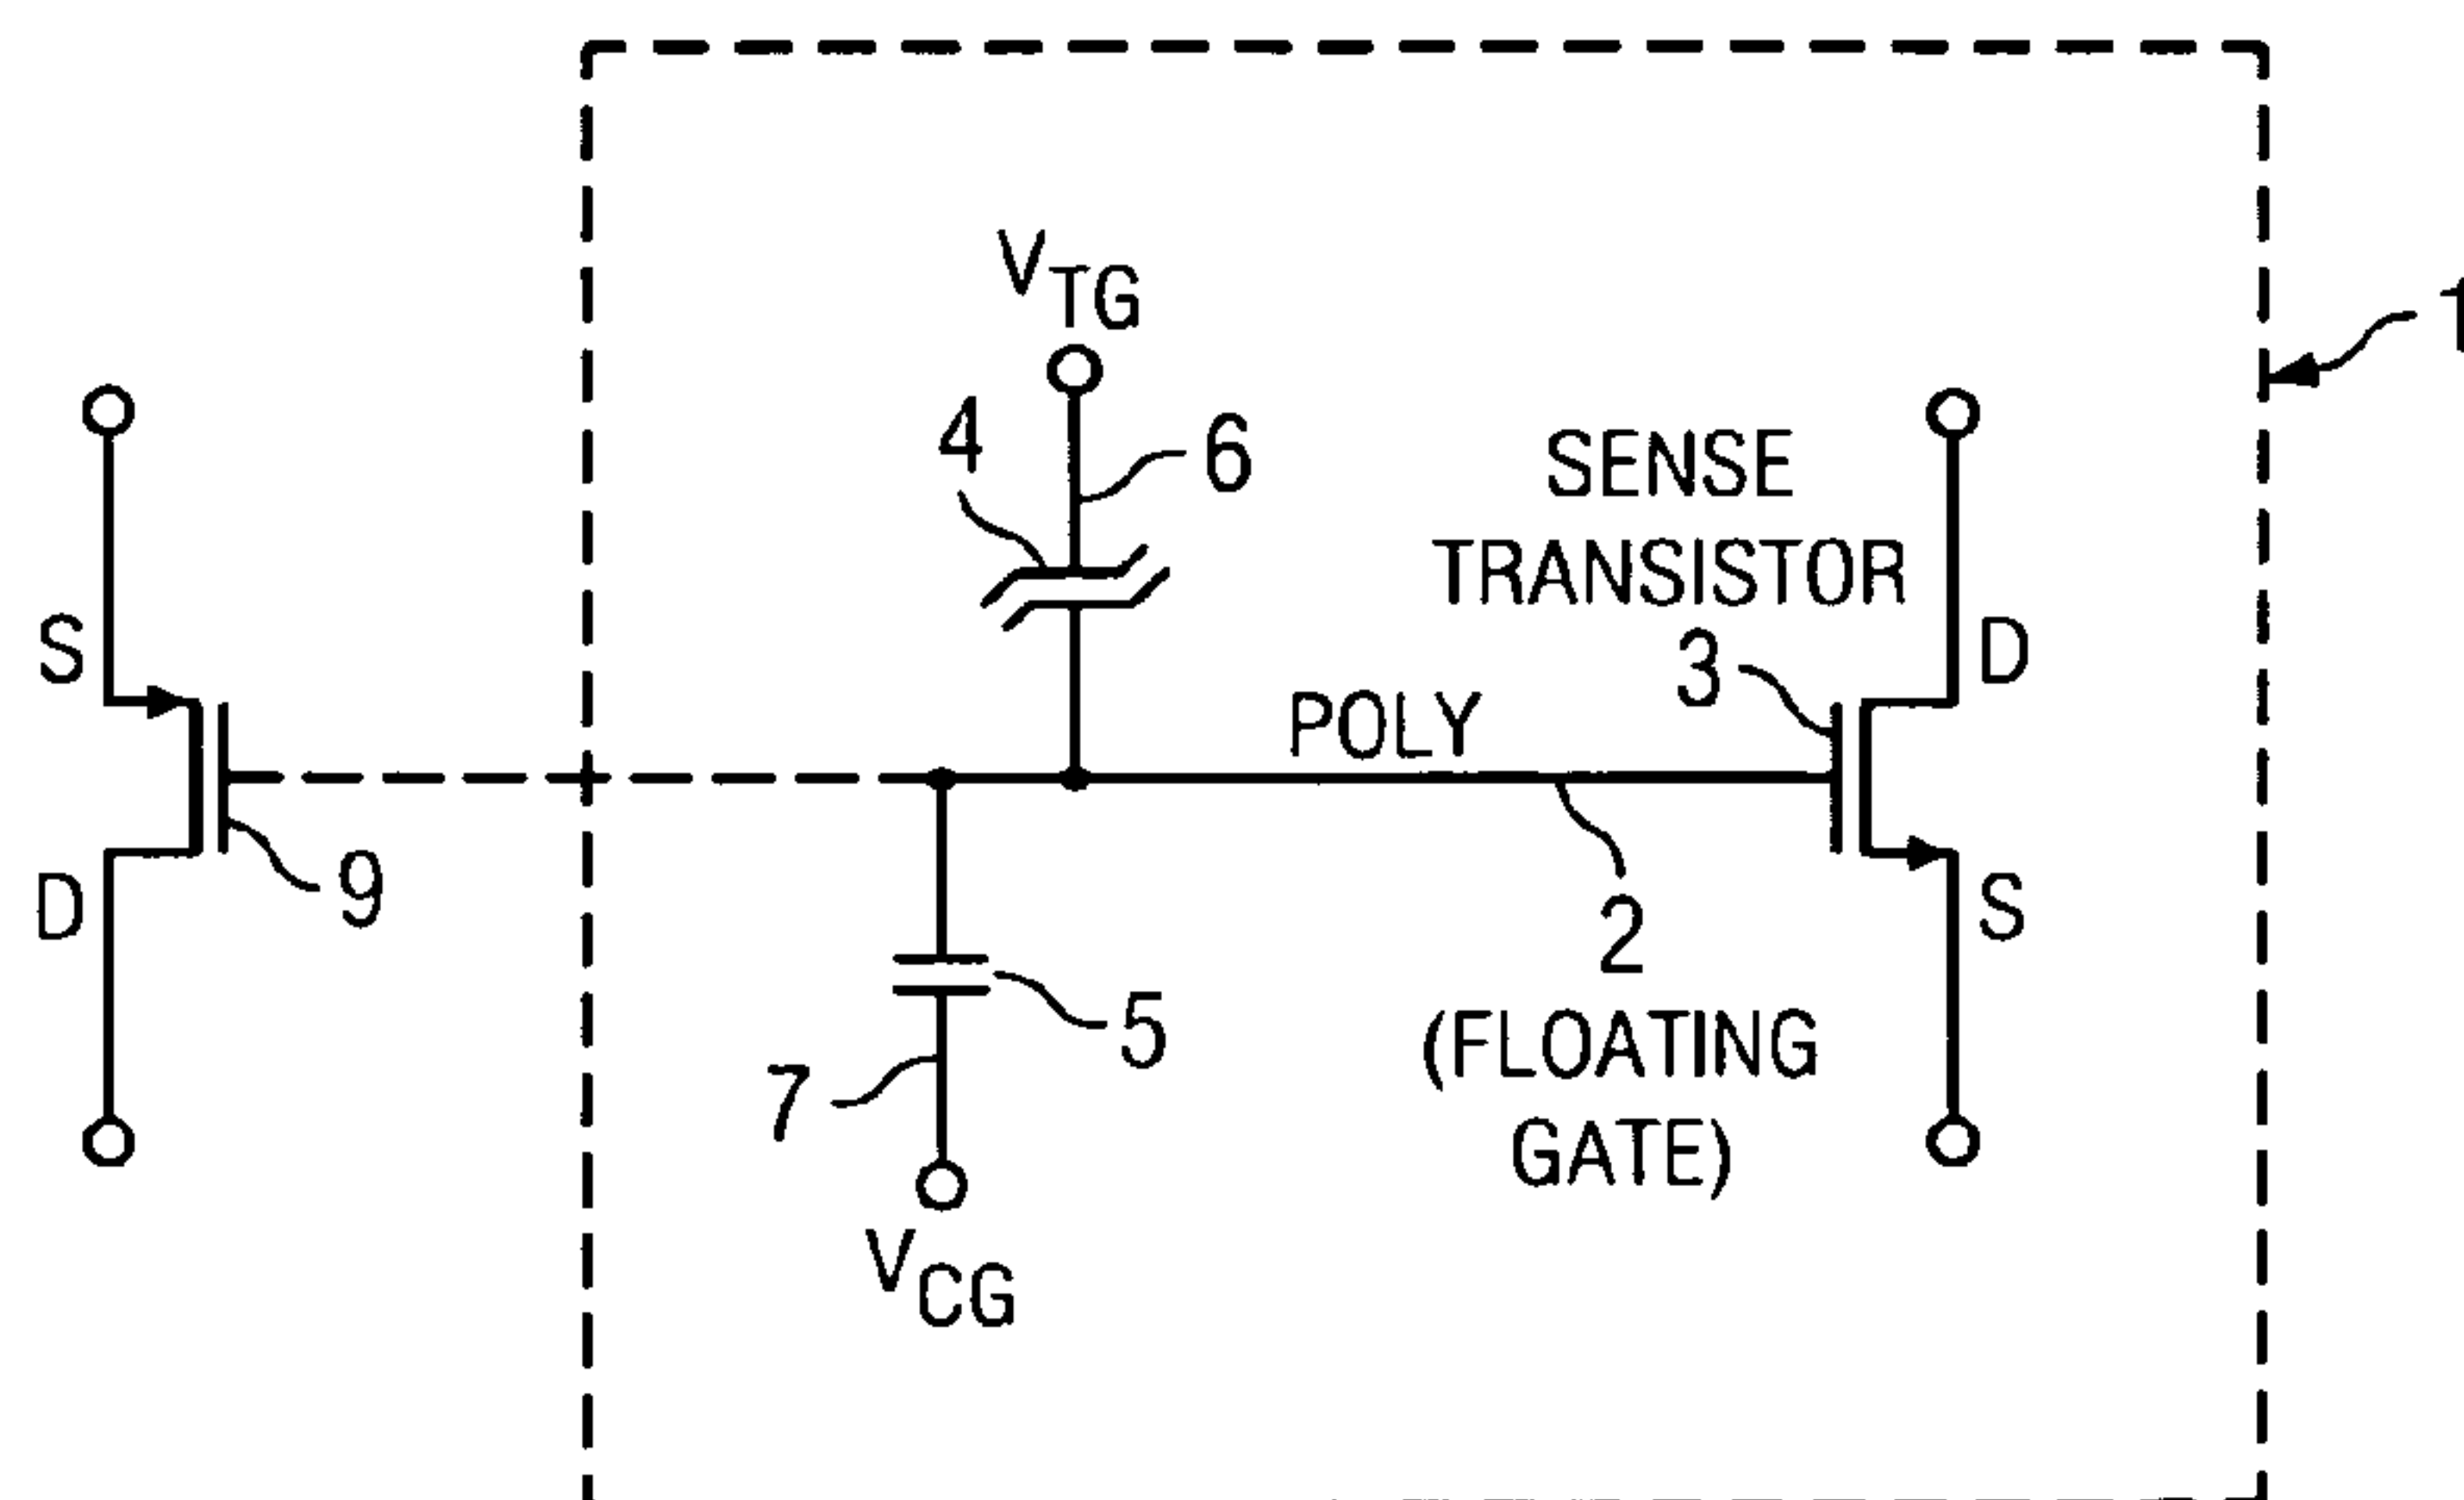 V_TG
1
4
6
SENSE
TRANSISTOR
S
3
D
POLY
9
D
2
S
5
(FLOATING
7
GATE)
V_CG